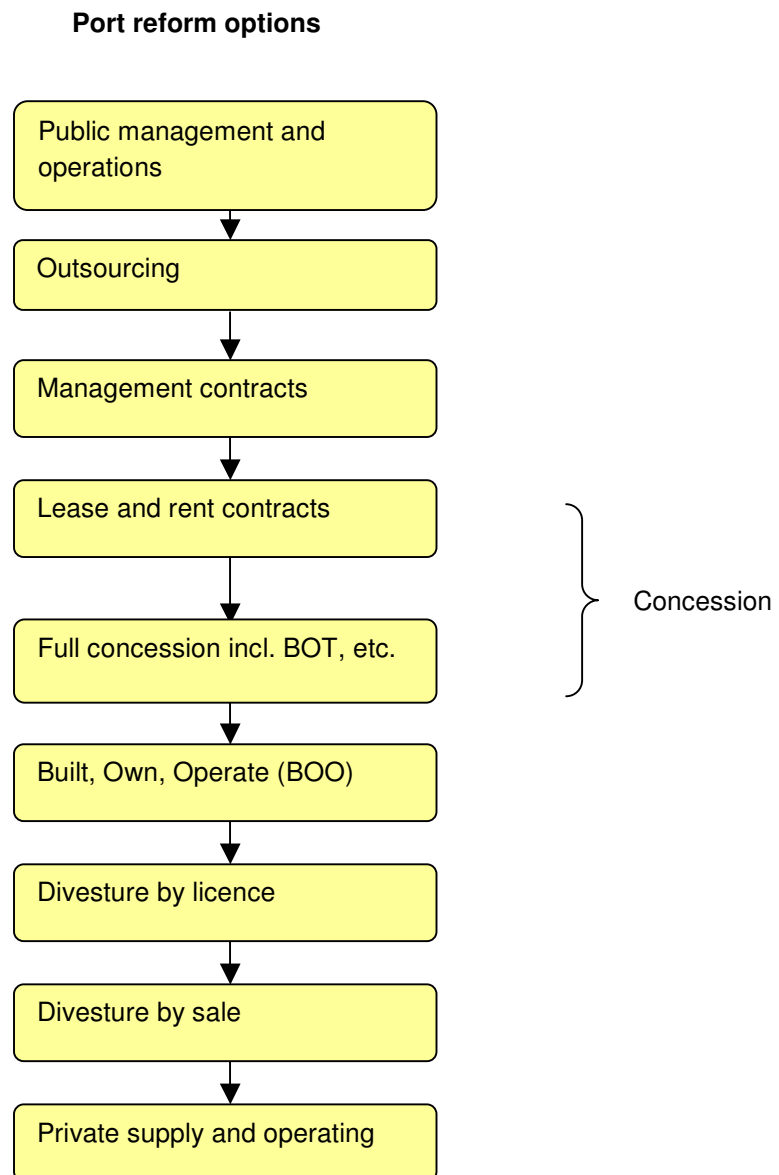 Port reform options
Public management and
operations
Outsourcing
Management contracts
Lease and rent contracts
Concession
Full concession incl. BOT, etc.
Built, Own, Operate (BOO)
Divesture by licence
Divesture by sale
Private supply and operating